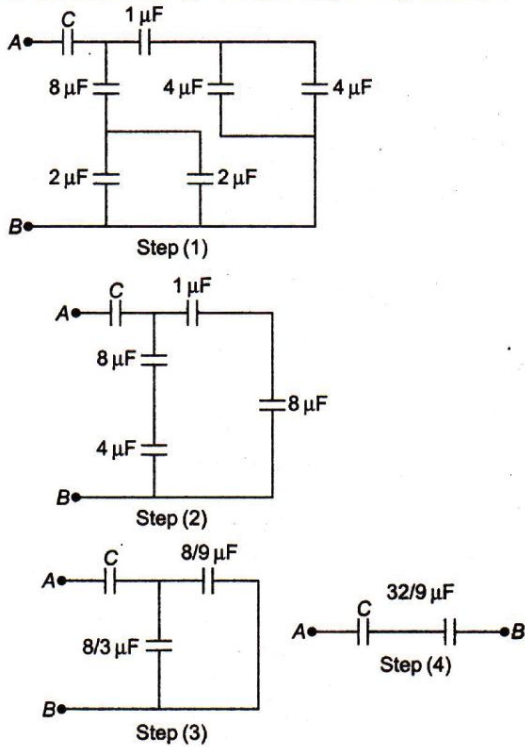 C
1 μF
A
8 μF
4 μF
4 μF
2 μF
2 μF
B
Step (1)
C
1 μF
A
8 μF
8 μF
4 μF
B
Step (2)
C
8/9 μF
A
8/3 μF
B
Step (3)
32/9 μF
C
A
B
Step (4)